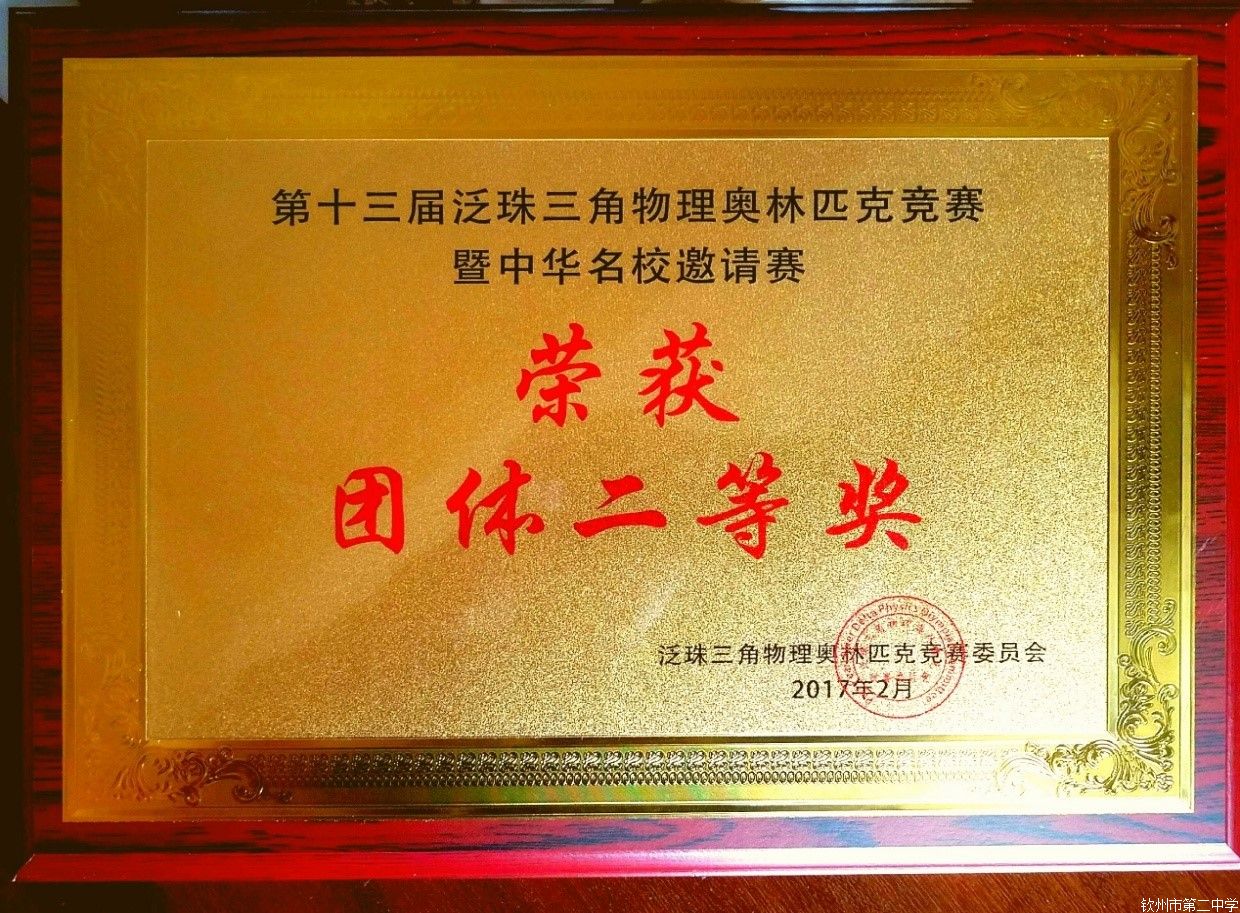 第十三届泛珠三角物理奥林匹克竞赛
暨中华名校邀请赛
荣获
团体二等奖
泛珠三角物理奥林匹克竞赛委员会
2017年2月
Delta Physics Olympiad
钦州市第二中学